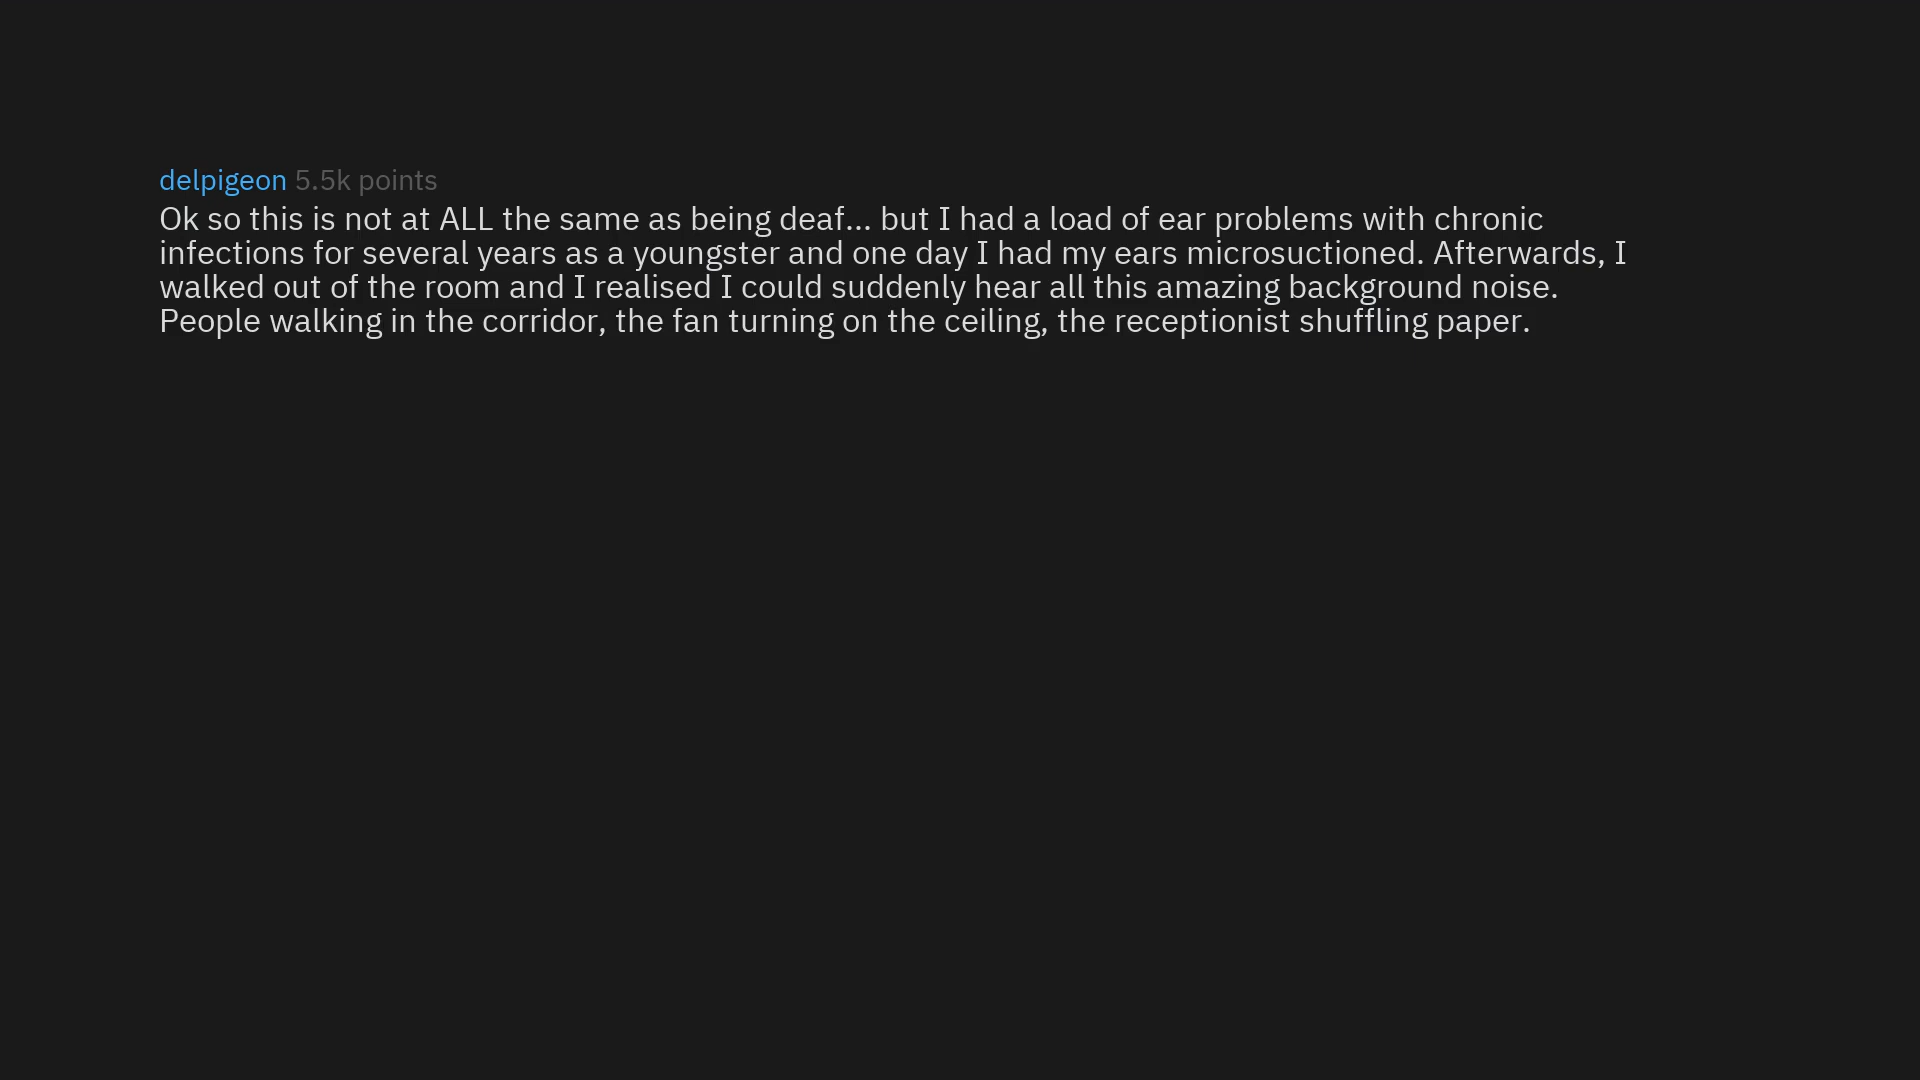 delpigeon 5.5k points
Ok so this is not at ALL the same as being deaf... but I had a load of ear problems with chronic
infections for several years as a youngster and one day I had my ears microsuctioned. Afterwards, I
walked out of the room and I realised I could suddenly hear all this amazing background noise.
People walking in the corridor, the fan turning on the ceiling, the receptionist shuffling paper.